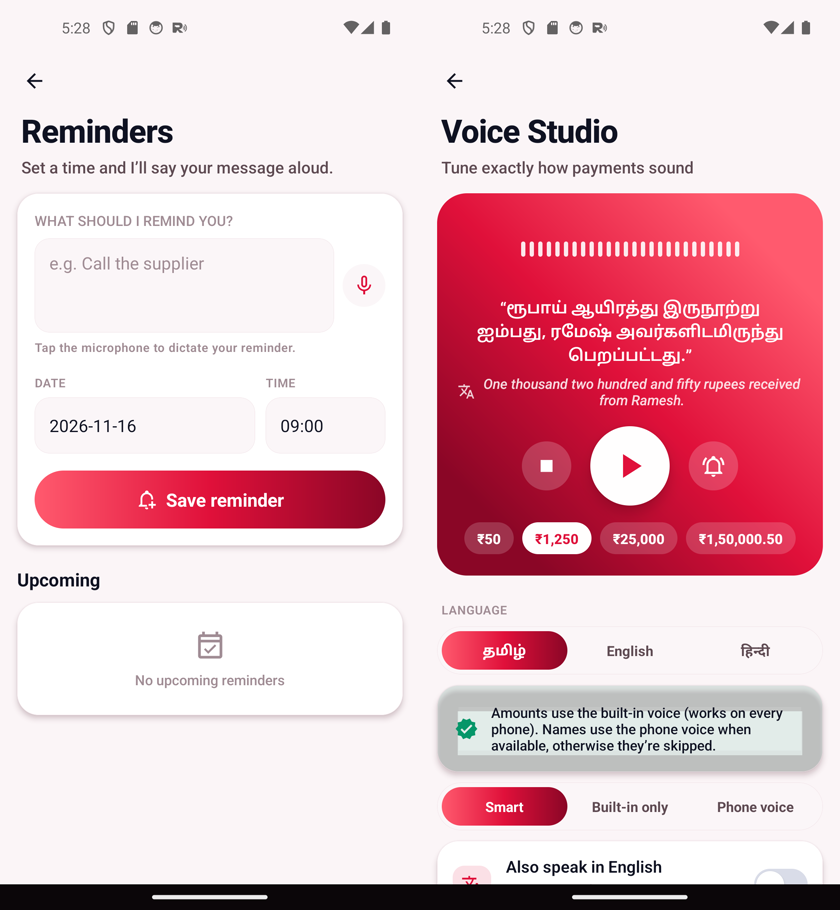 5:28
Reminders
Set a time and I'll say your message aloud.
WHAT SHOULD I REMIND YOU?
e.g. Call the supplier
Tap the microphone to dictate your reminder.
DATE
TIME
2026-11-16
09:00
Save reminder
Upcoming
No upcoming reminders
5:28
Voice Studio
Tune exactly how payments sound
“ரூபாய் ஆயிரத்து இருநூற்று
ஐம்பது, ரமேஷ் அவர்களிடமிருந்து
பெறப்பட்டது.”
One thousand two hundred and fifty rupees received
from Ramesh.
₹50
₹1,250
₹25,000
₹1,50,000.50
LANGUAGE
தமிழ்
English
हिन्दी
Amounts use the built-in voice (works on every
phone). Names use the phone voice when
available, otherwise they're skipped.
Smart
Built-in only
Phone voice
Also speak in English